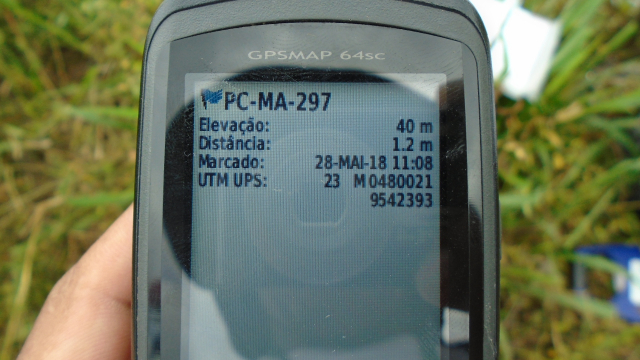 GPSMAP 64sc
PC-MA-297
Elevação: 40 m
Distância: 1.2 m
Marcado: 28-MAI-18 11:08
UTM UPS: 23 M 0480021
9542393